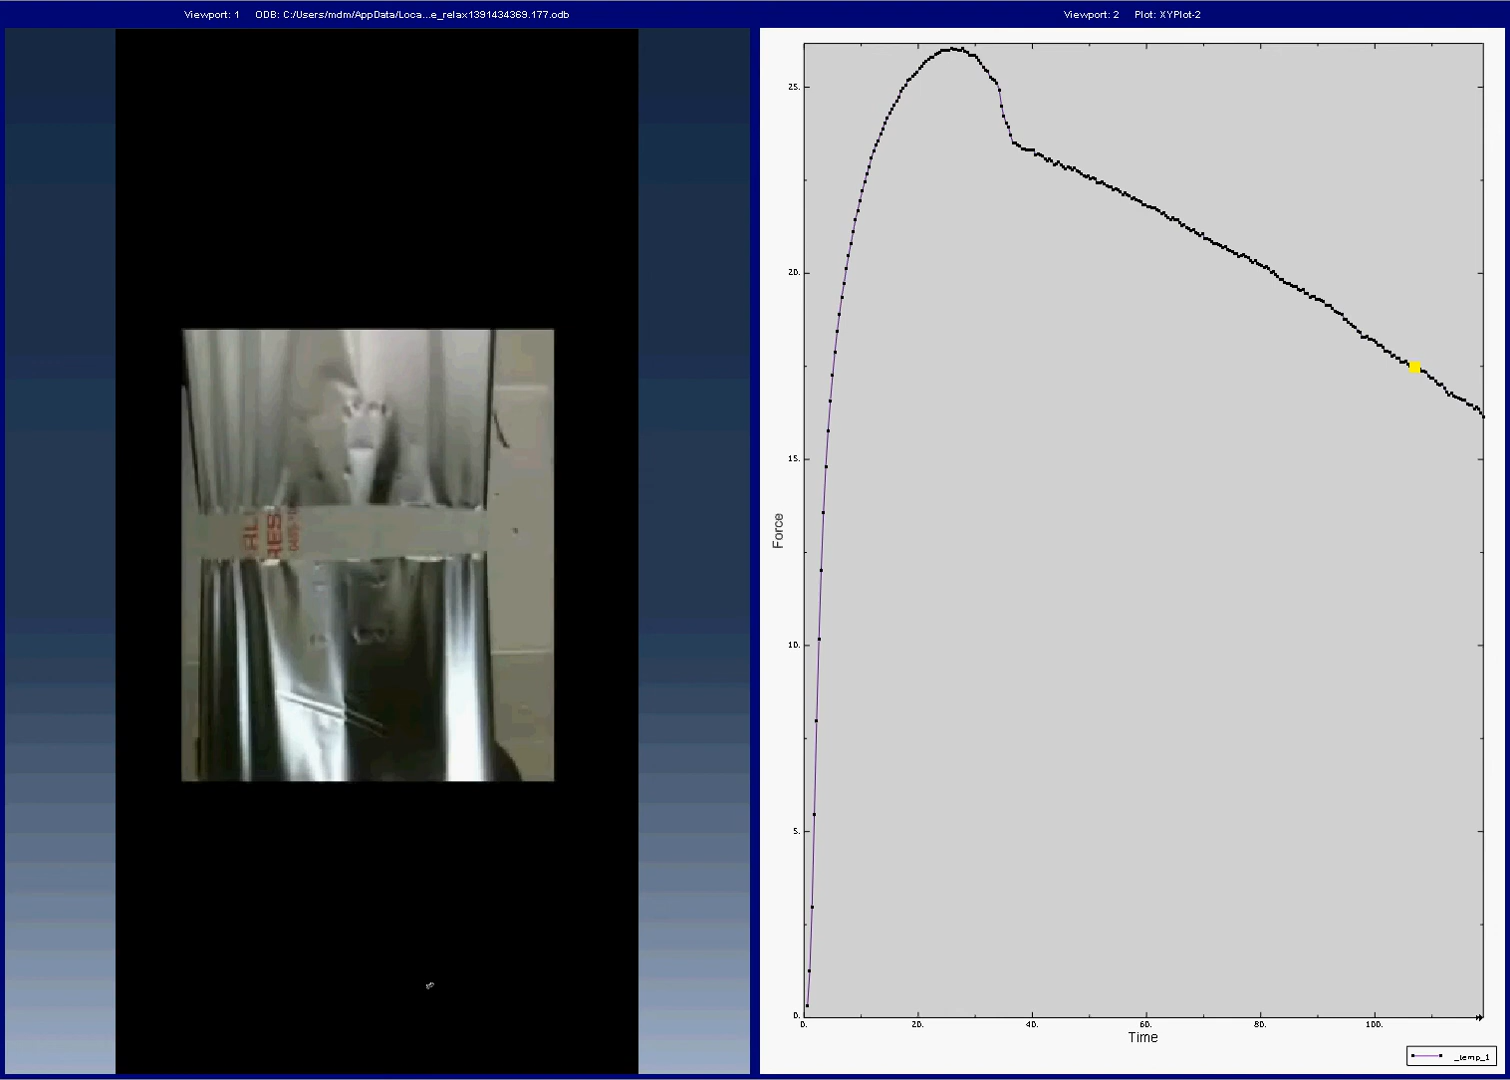 Viewport: 1 ODB: C:/Users/mdm/AppData/Loca...e_relax1391434369.177.odb
Viewport: 2 Plot: XYPlot-2
RES
25.
20.
15.
10.
5.
0.
Force
0. 20. 40. 60. 80. 100.
Time
_temp_1